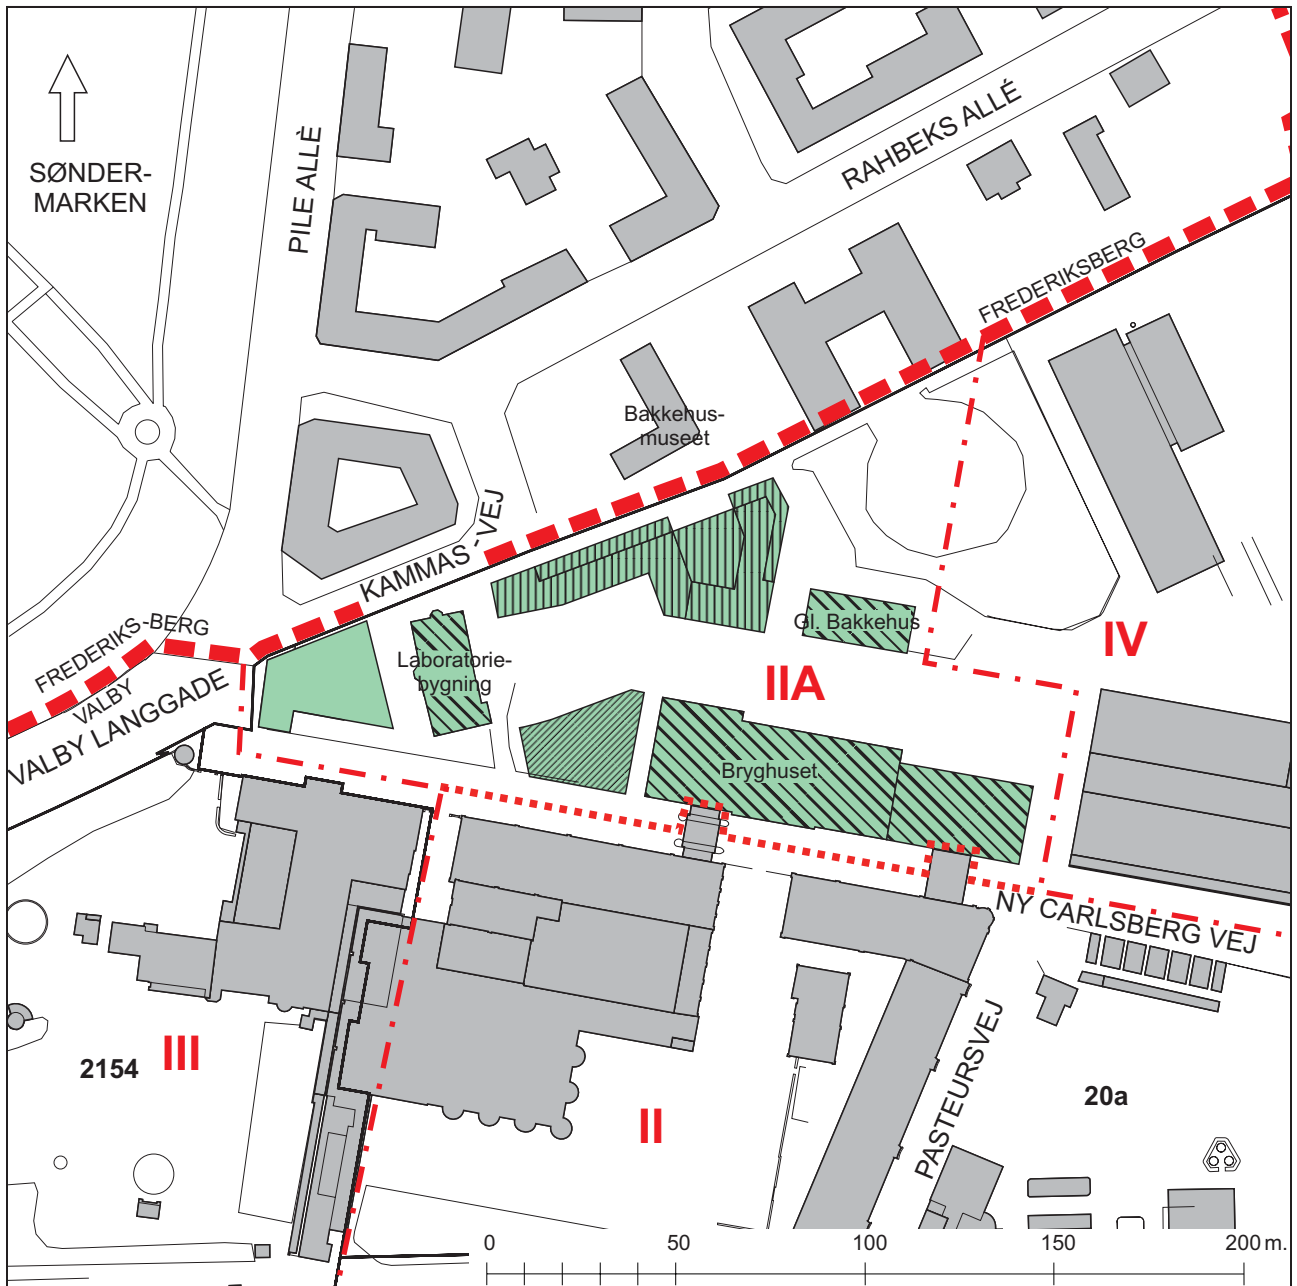 SØNDER-
MARKEN
PILE ALLÈ
RAHBEKS ALLÉ
FREDERIKSBERG
Bakkehus-
museet
KAMMAS-VEJ
FREDERIKS-BERG
VALBY
VALBY LANGGADE
Laboratorie-
bygning
Gl. Bakkehus
IIA
IV
Bryghuset
NY CARLSBERG VEJ
PASTEURSVEJ
2154
III
II
20a
0 50 100 150 200 m.